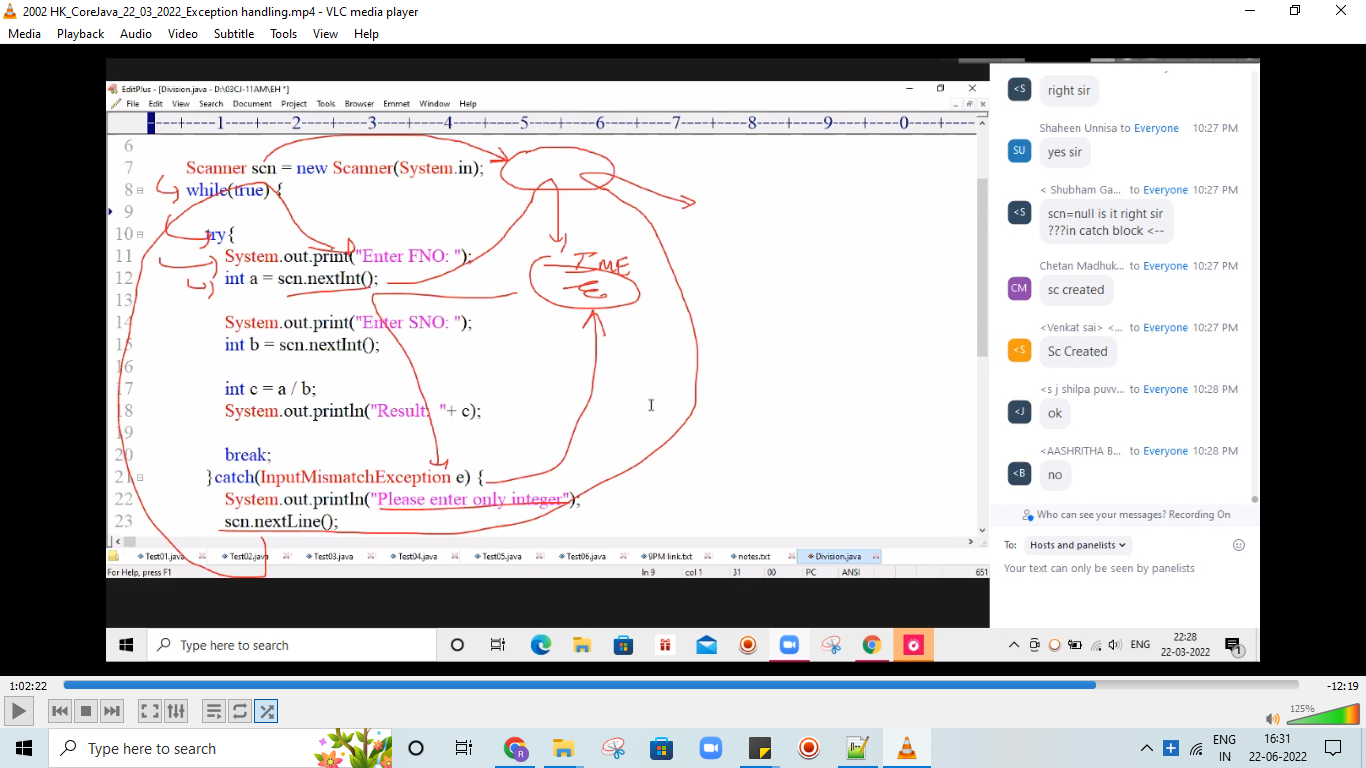 2002 HK_CoreJava_22_03_2022_Exception handling.mp4 - VLC media player
Media Playback Audio Video Subtitle Tools View Help
EditPlus - [Division.java - D:\03CJ-11AM\EH *]
File Edit View Search Document Project Tools Browser Emmet Window Help
----+----1----+----2----+----3----+----4----+----5----+----6----+----7----+----8----+----9----+----0----+----
6
7 Scanner scn = new Scanner(System.in);
8 while(true) {
9
10 try{
11 System.out.print("Enter FNO: ");
12 int a = scn.nextInt();
13
14 System.out.print("Enter SNO: ");
15 int b = scn.nextInt();
16
17 int c = a / b;
18 System.out.println("Result: "+ c);
19
20 break;
21 }catch(InputMismatchException e) {
22 System.out.println("Please enter only integer");
23 scn.nextLine();
IME
Test01.java Test02.java Test03.java Test04.java Test05.java Test06.java 9PM link.txt notes.txt Division.java
For Help, press F1 ln 9 col 1 31 00 PC ANSI 651
<S right sir
Shaheen Unnisa to Everyone 10:27 PM
SU yes sir
< Shubham Ga... to Everyone 10:27 PM
<S scn=null is it right sir
???in catch block <--
Chetan Madhuk... to Everyone 10:27 PM
CM sc created
<Venkat sai> <... to Everyone 10:27 PM
<S Sc Created
<s j shilpa puvv... to Everyone 10:28 PM
<J ok
<AASHRITHA B... to Everyone 10:28 PM
<B no
Who can see your messages? Recording On
To: Hosts and panelists
Your text can only be seen by panelists
Type here to search ENG 22:28
22-03-2022 1
1:02:22 -12:19
125%
Type here to search ENG 16:31
IN 22-06-2022